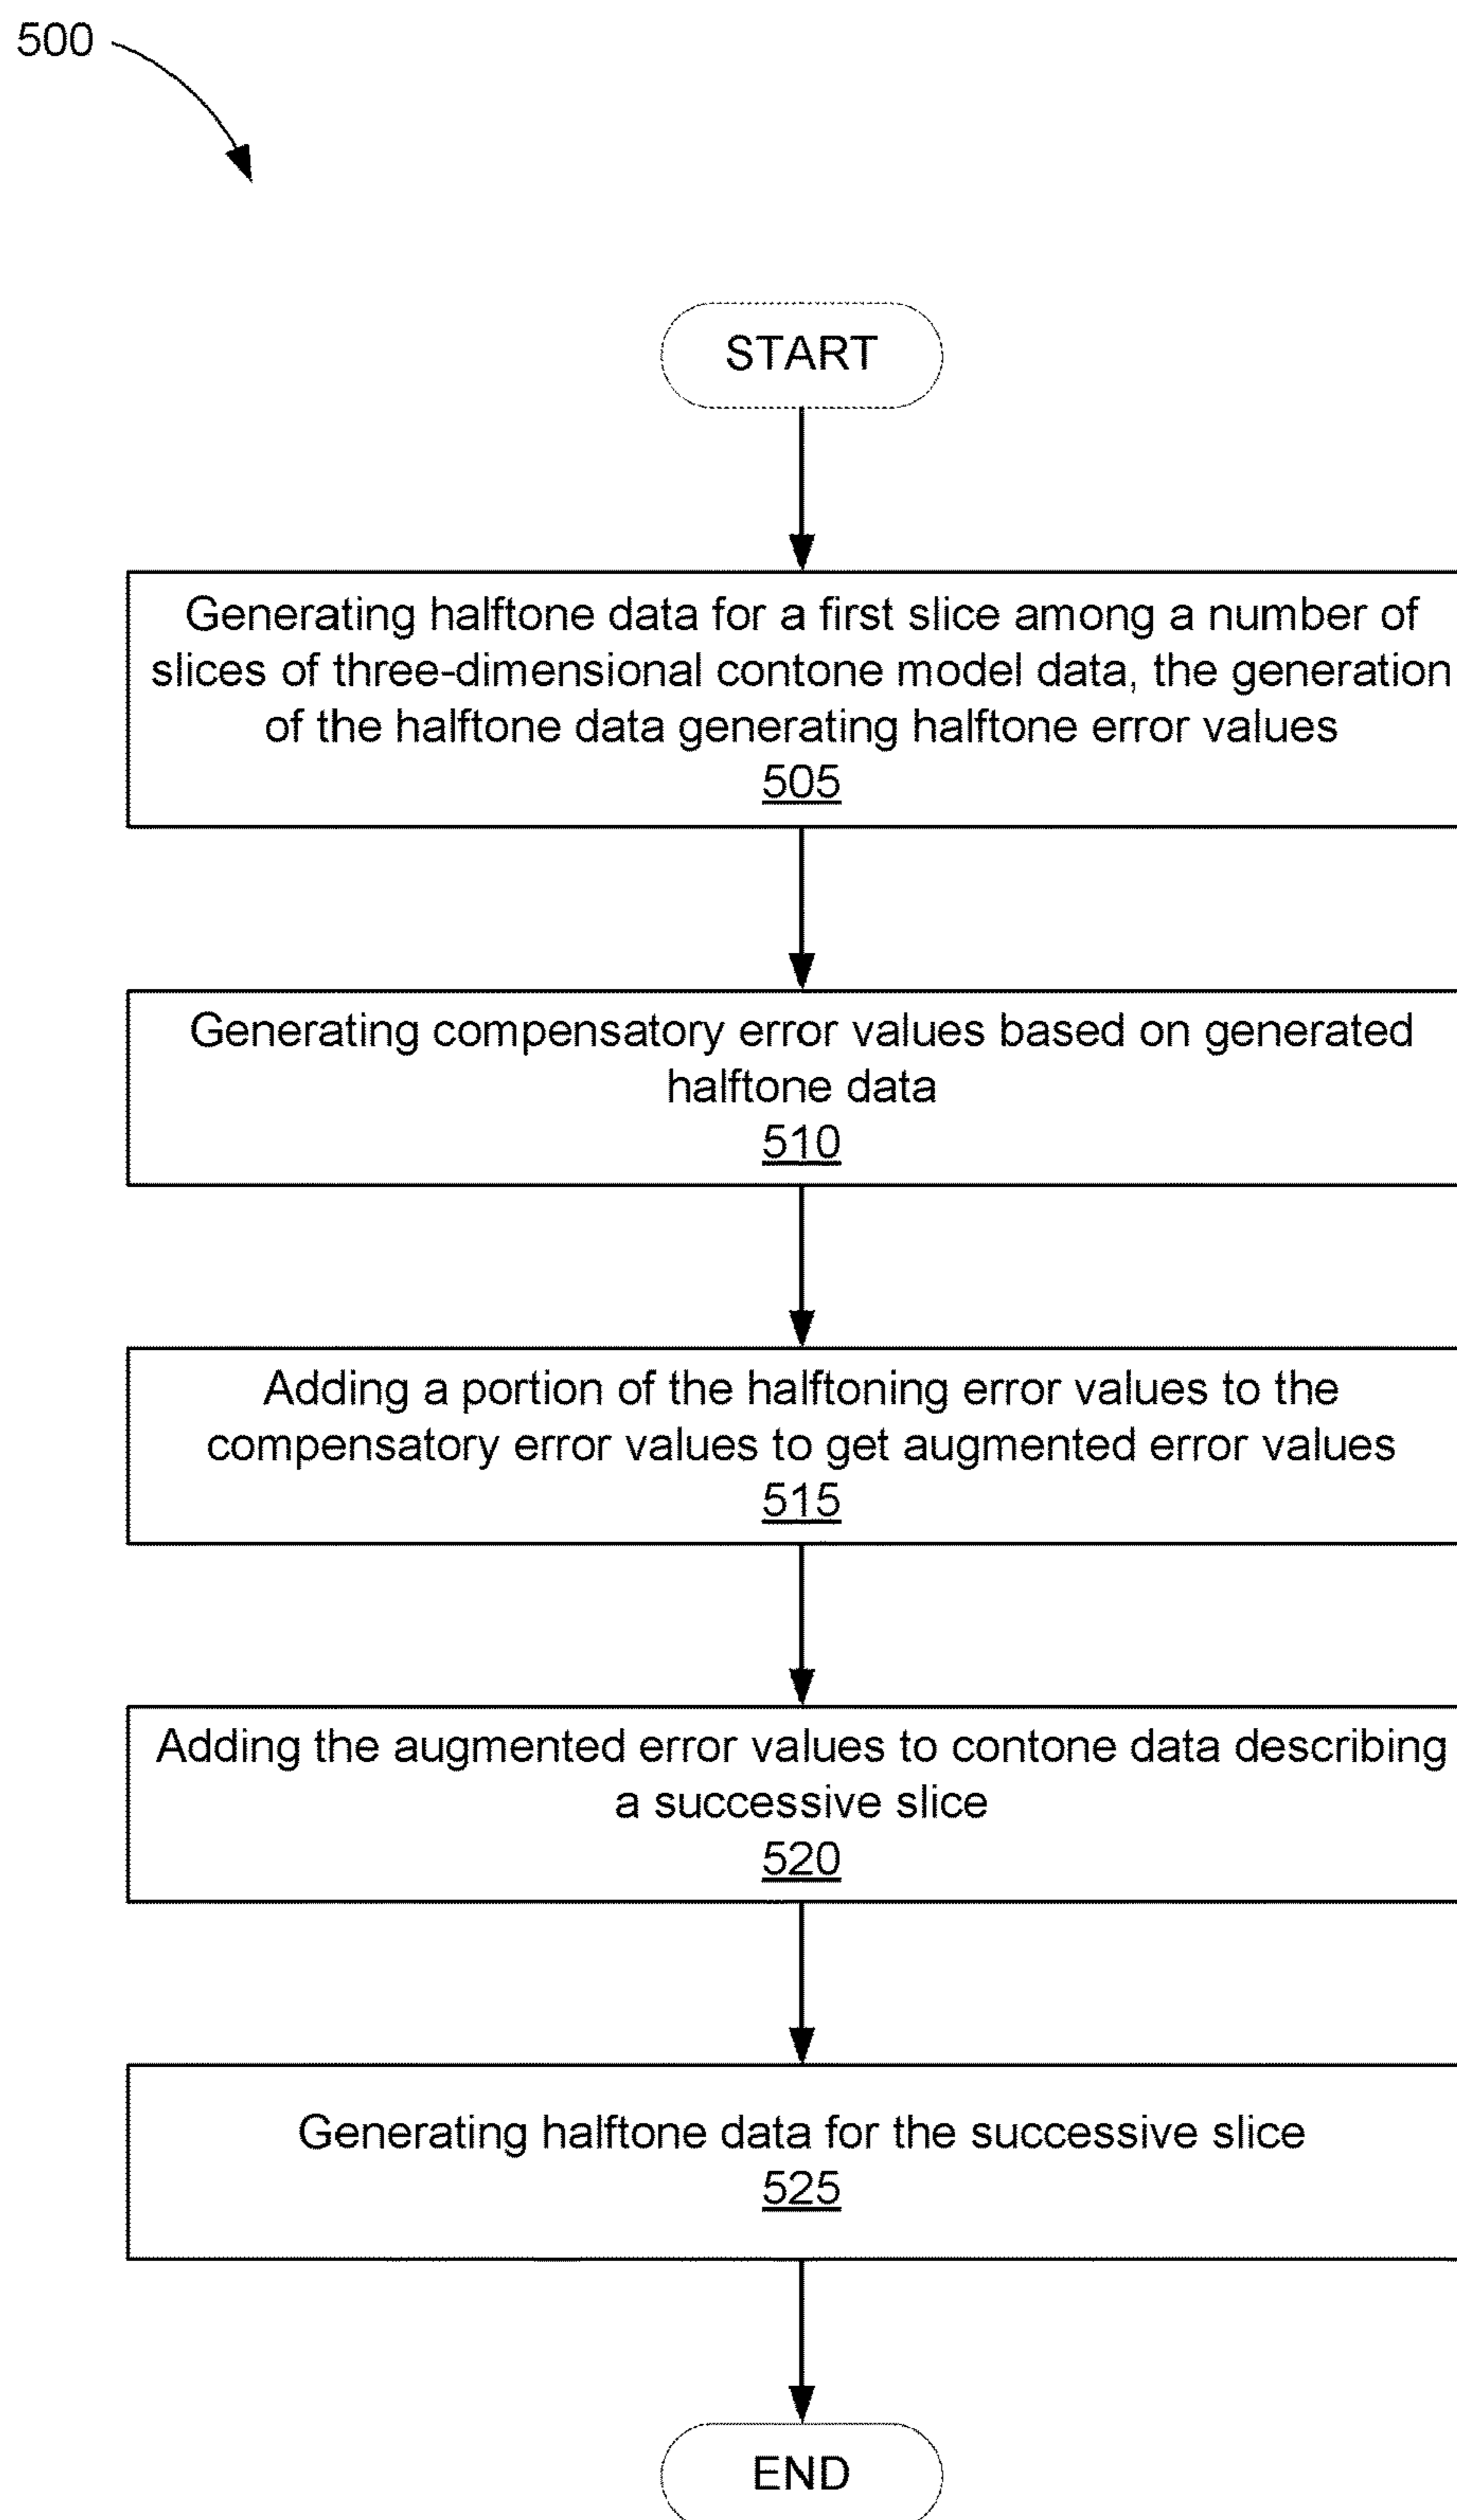 500
START
Generating halftone data for a first slice among a number of
slices of three-dimensional contone model data, the generation
of the halftone data generating halftone error values
505
Generating compensatory error values based on generated
halftone data
510
Adding a portion of the halftoning error values to the
compensatory error values to get augmented error values
515
Adding the augmented error values to contone data describing
a successive slice
520
Generating halftone data for the successive slice
525
END